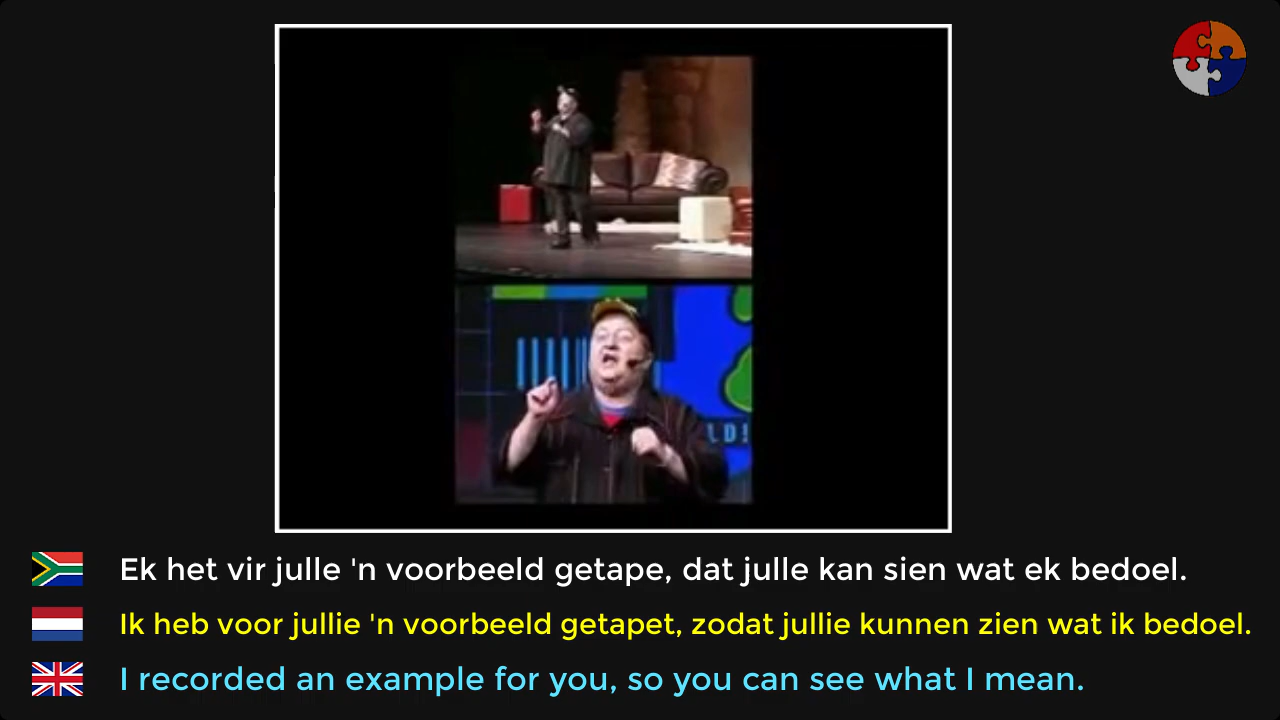 LD!
Ek het vir julle 'n voorbeeld getape, dat julle kan sien wat ek bedoel.
Ik heb voor jullie 'n voorbeeld getapet, zodat jullie kunnen zien wat ik bedoel.
I recorded an example for you, so you can see what I mean.